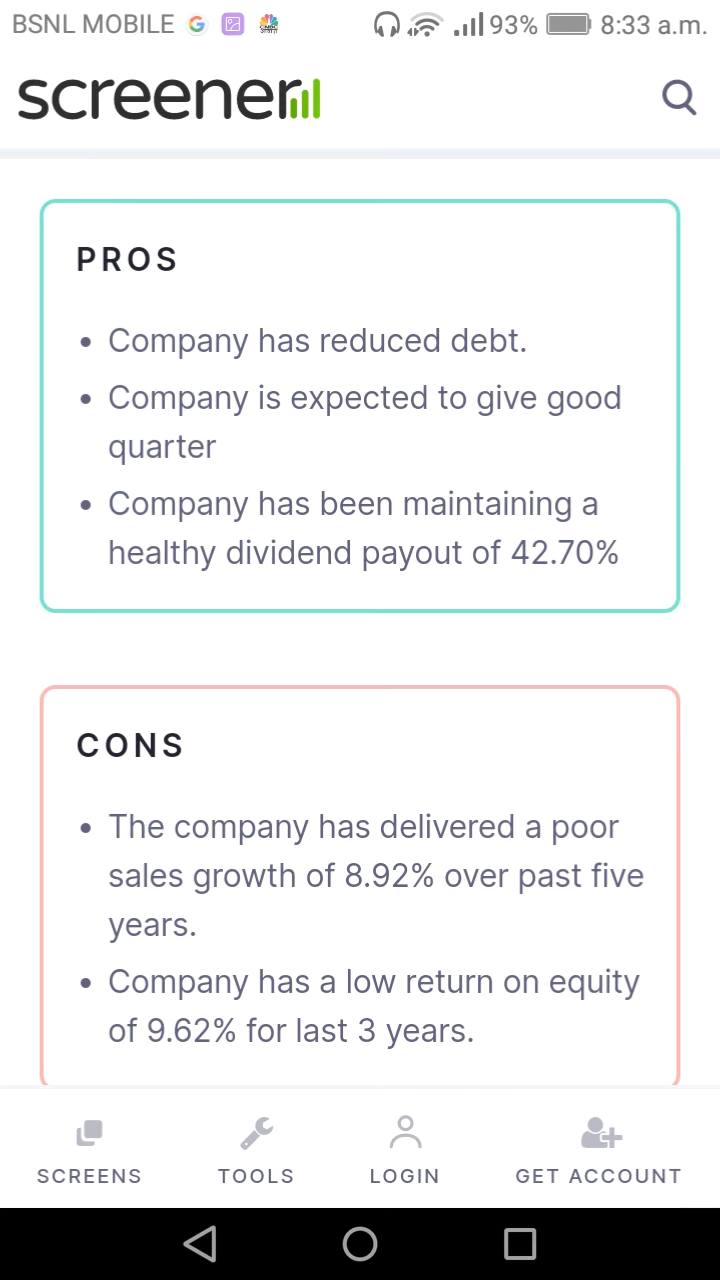 BSNL MOBILE 93% 8:33 a.m.
screener
PROS
• Company has reduced debt.
• Company is expected to give good
quarter
• Company has been maintaining a
healthy dividend payout of 42.70%
CONS
• The company has delivered a poor
sales growth of 8.92% over past five
years.
• Company has a low return on equity
of 9.62% for last 3 years.
SCREENS TOOLS LOGIN GET ACCOUNT